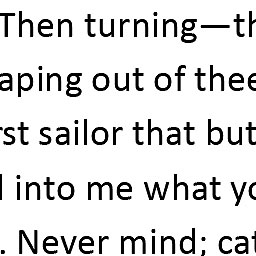 Then turning—th
aping out of thee
rst sailor that but
l into me what yo
. Never mind; cat